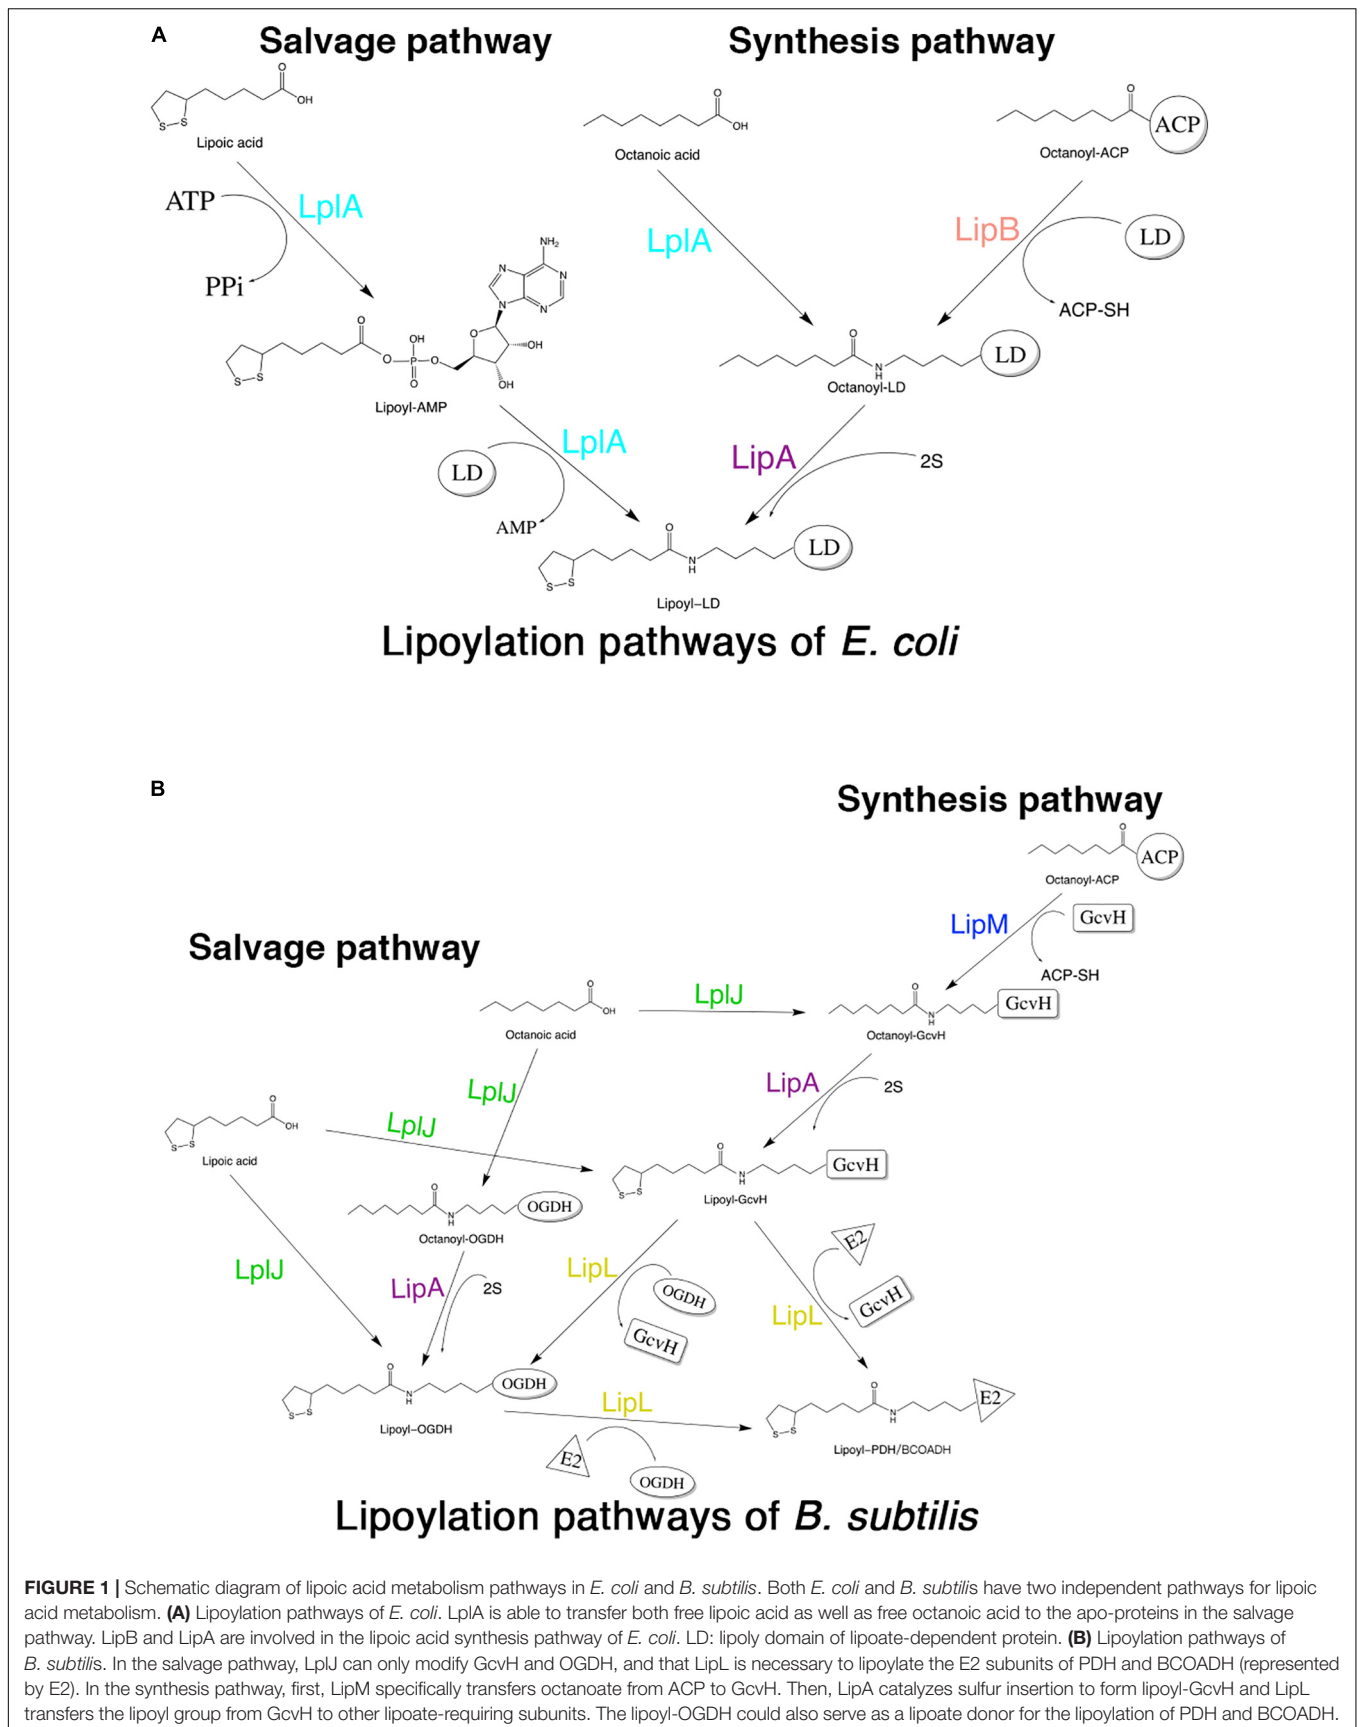 A
Salvage pathway
Synthesis pathway
O
OH
S
S
Lipoic acid
O
OH
Octanoic acid
O
ACP
Octanoyl-ACP
ATP
LplA
PPi
LplA
LipB
LD
ACP-SH
NH2
N
N
N
N
O
O
OH
O
P
O
O
OH
OH
S
S
Lipoyl-AMP
O
N
H
LD
Octanoyl-LD
LplA
LD
AMP
LipA
2S
O
N
H
S
S
LD
Lipoyl–LD
Lipoylation pathways of E. coli
B
Synthesis pathway
O
ACP
Octanoyl-ACP
LipM
GcvH
ACP-SH
Salvage pathway
O
OH
Octanoic acid
LplJ
O
N
H
GcvH
Octanoyl-GcvH
LipA
2S
LplJ
LplJ
O
OH
S
S
Lipoic acid
O
N
H
S
S
GcvH
Lipoyl-GcvH
O
N
H
OGDH
Octanoyl-OGDH
LplJ
LipA
2S
LipL
OGDH
GcvH
E2
GcvH
LipL
O
N
H
S
S
OGDH
Lipoyl–OGDH
LipL
E2
OGDH
O
N
H
S
S
E2
Lipoyl–PDH/BCOADH
Lipoylation pathways of B. subtilis
FIGURE 1 | Schematic diagram of lipoic acid metabolism pathways in E. coli and B. subtilis. Both E. coli and B. subtilis have two independent pathways for lipoic
acid metabolism. (A) Lipoylation pathways of E. coli. LplA is able to transfer both free lipoic acid as well as free octanoic acid to the apo-proteins in the salvage
pathway. LipB and LipA are involved in the lipoic acid synthesis pathway of E. coli. LD: lipoly domain of lipoate-dependent protein. (B) Lipoylation pathways of
B. subtilis. In the salvage pathway, LplJ can only modify GcvH and OGDH, and that LipL is necessary to lipoylate the E2 subunits of PDH and BCOADH (represented
by E2). In the synthesis pathway, first, LipM specifically transfers octanoate from ACP to GcvH. Then, LipA catalyzes sulfur insertion to form lipoyl-GcvH and LipL
transfers the lipoyl group from GcvH to other lipoate-requiring subunits. The lipoyl-OGDH could also serve as a lipoate donor for the lipoylation of PDH and BCOADH.